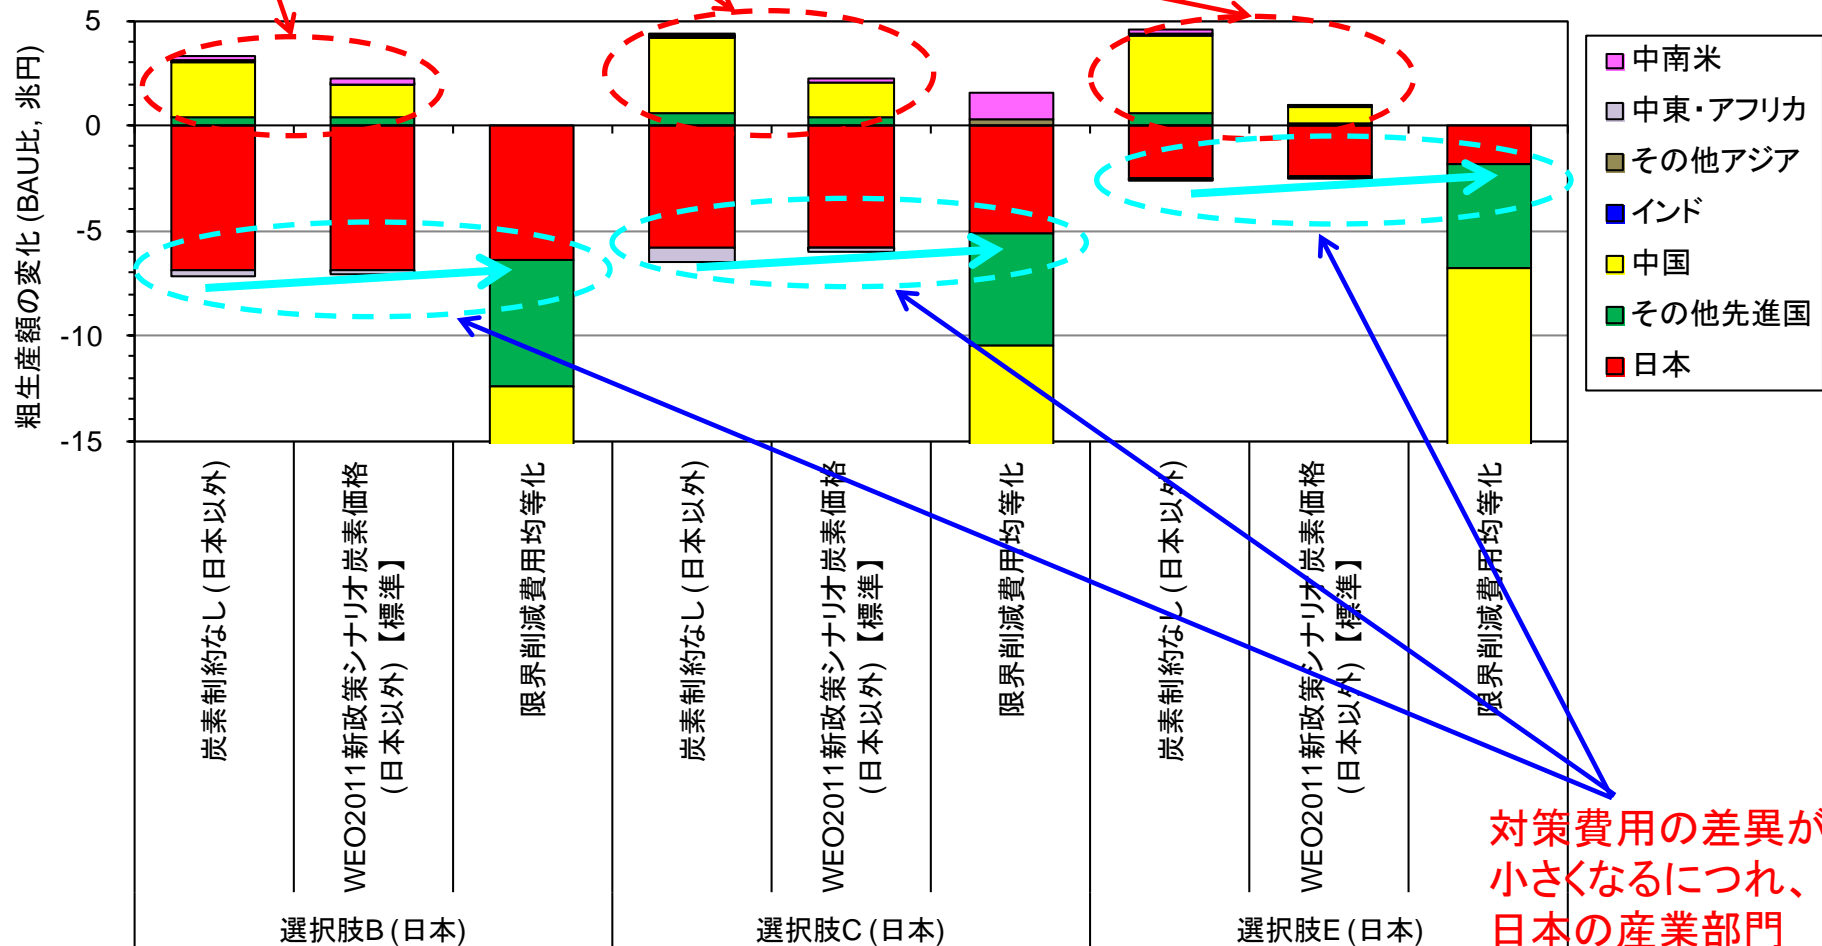 粗生産額の変化 (BAU比, 兆円)
5
0
-5
-10
-15
中南米
中東・アフリカ
その他アジア
インド
中国
その他先進国
日本
炭素制約なし (日本以外)
WEO2011新政策シナリオ炭素価格
(日本以外) 【標準】
限界削減費用均等化
炭素制約なし (日本以外)
WEO2011新政策シナリオ炭素価格
(日本以外) 【標準】
限界削減費用均等化
炭素制約なし (日本以外)
WEO2011新政策シナリオ炭素価格
(日本以外) 【標準】
限界削減費用均等化
選択肢B (日本)
選択肢C (日本)
選択肢E (日本)
対策費用の差異が
小さくなるにつれ、
日本の産業部門